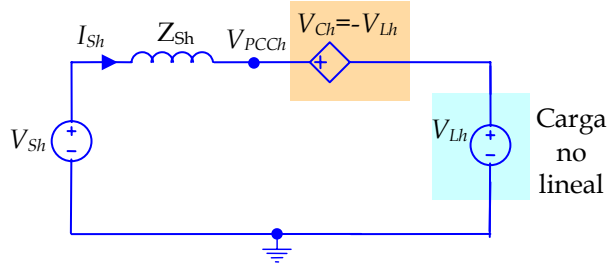 I_Sh
Z_Sh
V_PCCh
V_Ch=-V_Lh
V_Sh
V_Lh
Carga
no
lineal